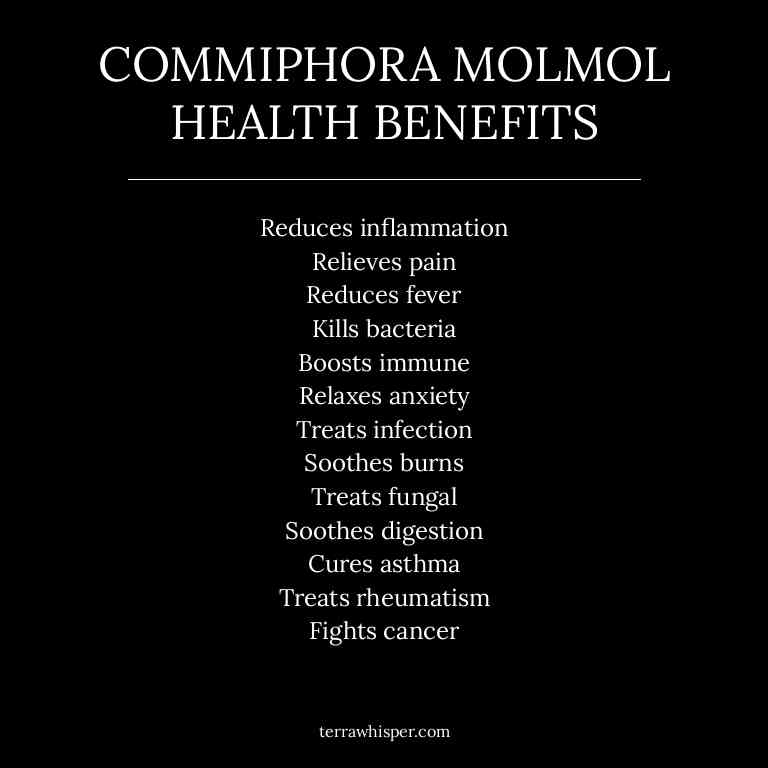 COMMIPHORA MOLMOL
HEALTH BENEFITS
Reduces inflammation
Relieves pain
Reduces fever
Kills bacteria
Boosts immune
Relaxes anxiety
Treats infection
Soothes burns
Treats fungal
Soothes digestion
Cures asthma
Treats rheumatism
Fights cancer
terrawhisper.com